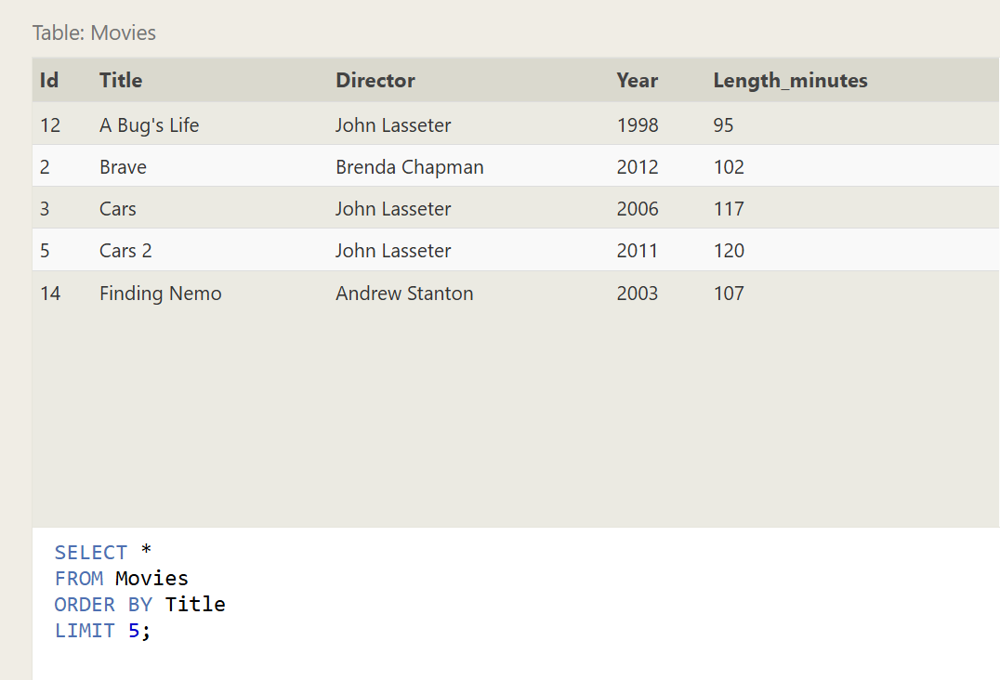 Table: Movies
Id Title Director Year Length_minutes
12 A Bug's Life John Lasseter 1998 95
2 Brave Brenda Chapman 2012 102
3 Cars John Lasseter 2006 117
5 Cars 2 John Lasseter 2011 120
14 Finding Nemo Andrew Stanton 2003 107
SELECT *
FROM Movies
ORDER BY Title
LIMIT 5;